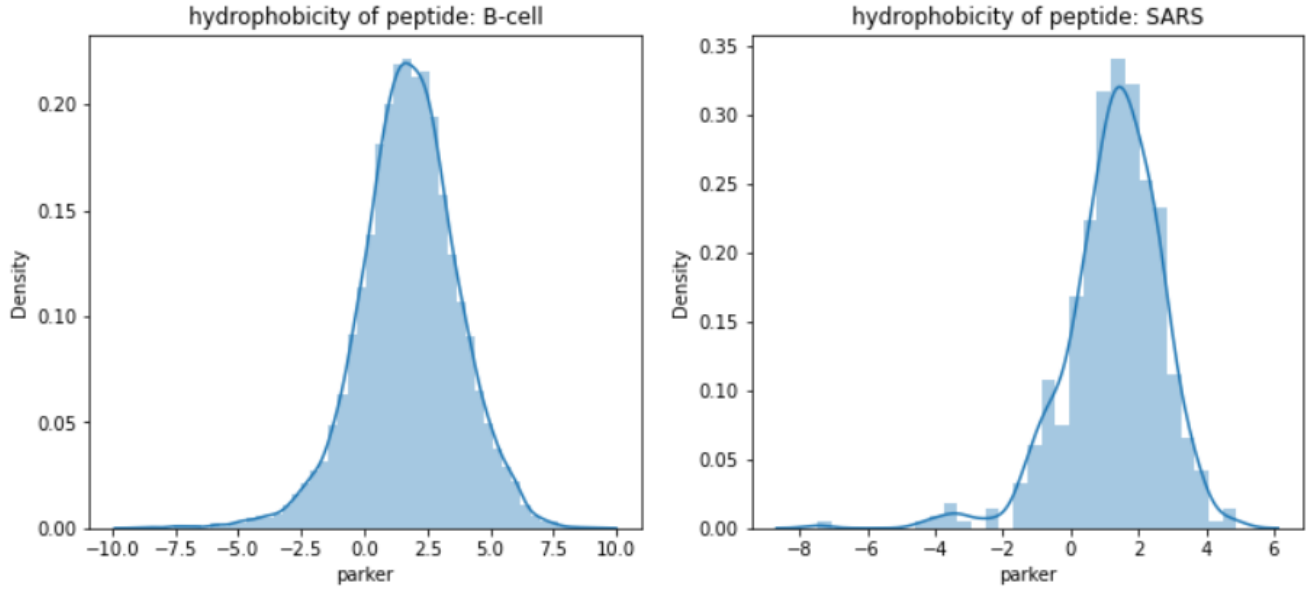 hydrophobicity of peptide: B-cell
0.20
0.15
0.10
0.05
0.00
Density
−10.0 −7.5 −5.0 −2.5 0.0 2.5 5.0 7.5 10.0
parker
hydrophobicity of peptide: SARS
0.35
0.30
0.25
0.20
0.15
0.10
0.05
0.00
Density
−8 −6 −4 −2 0 2 4 6
parker